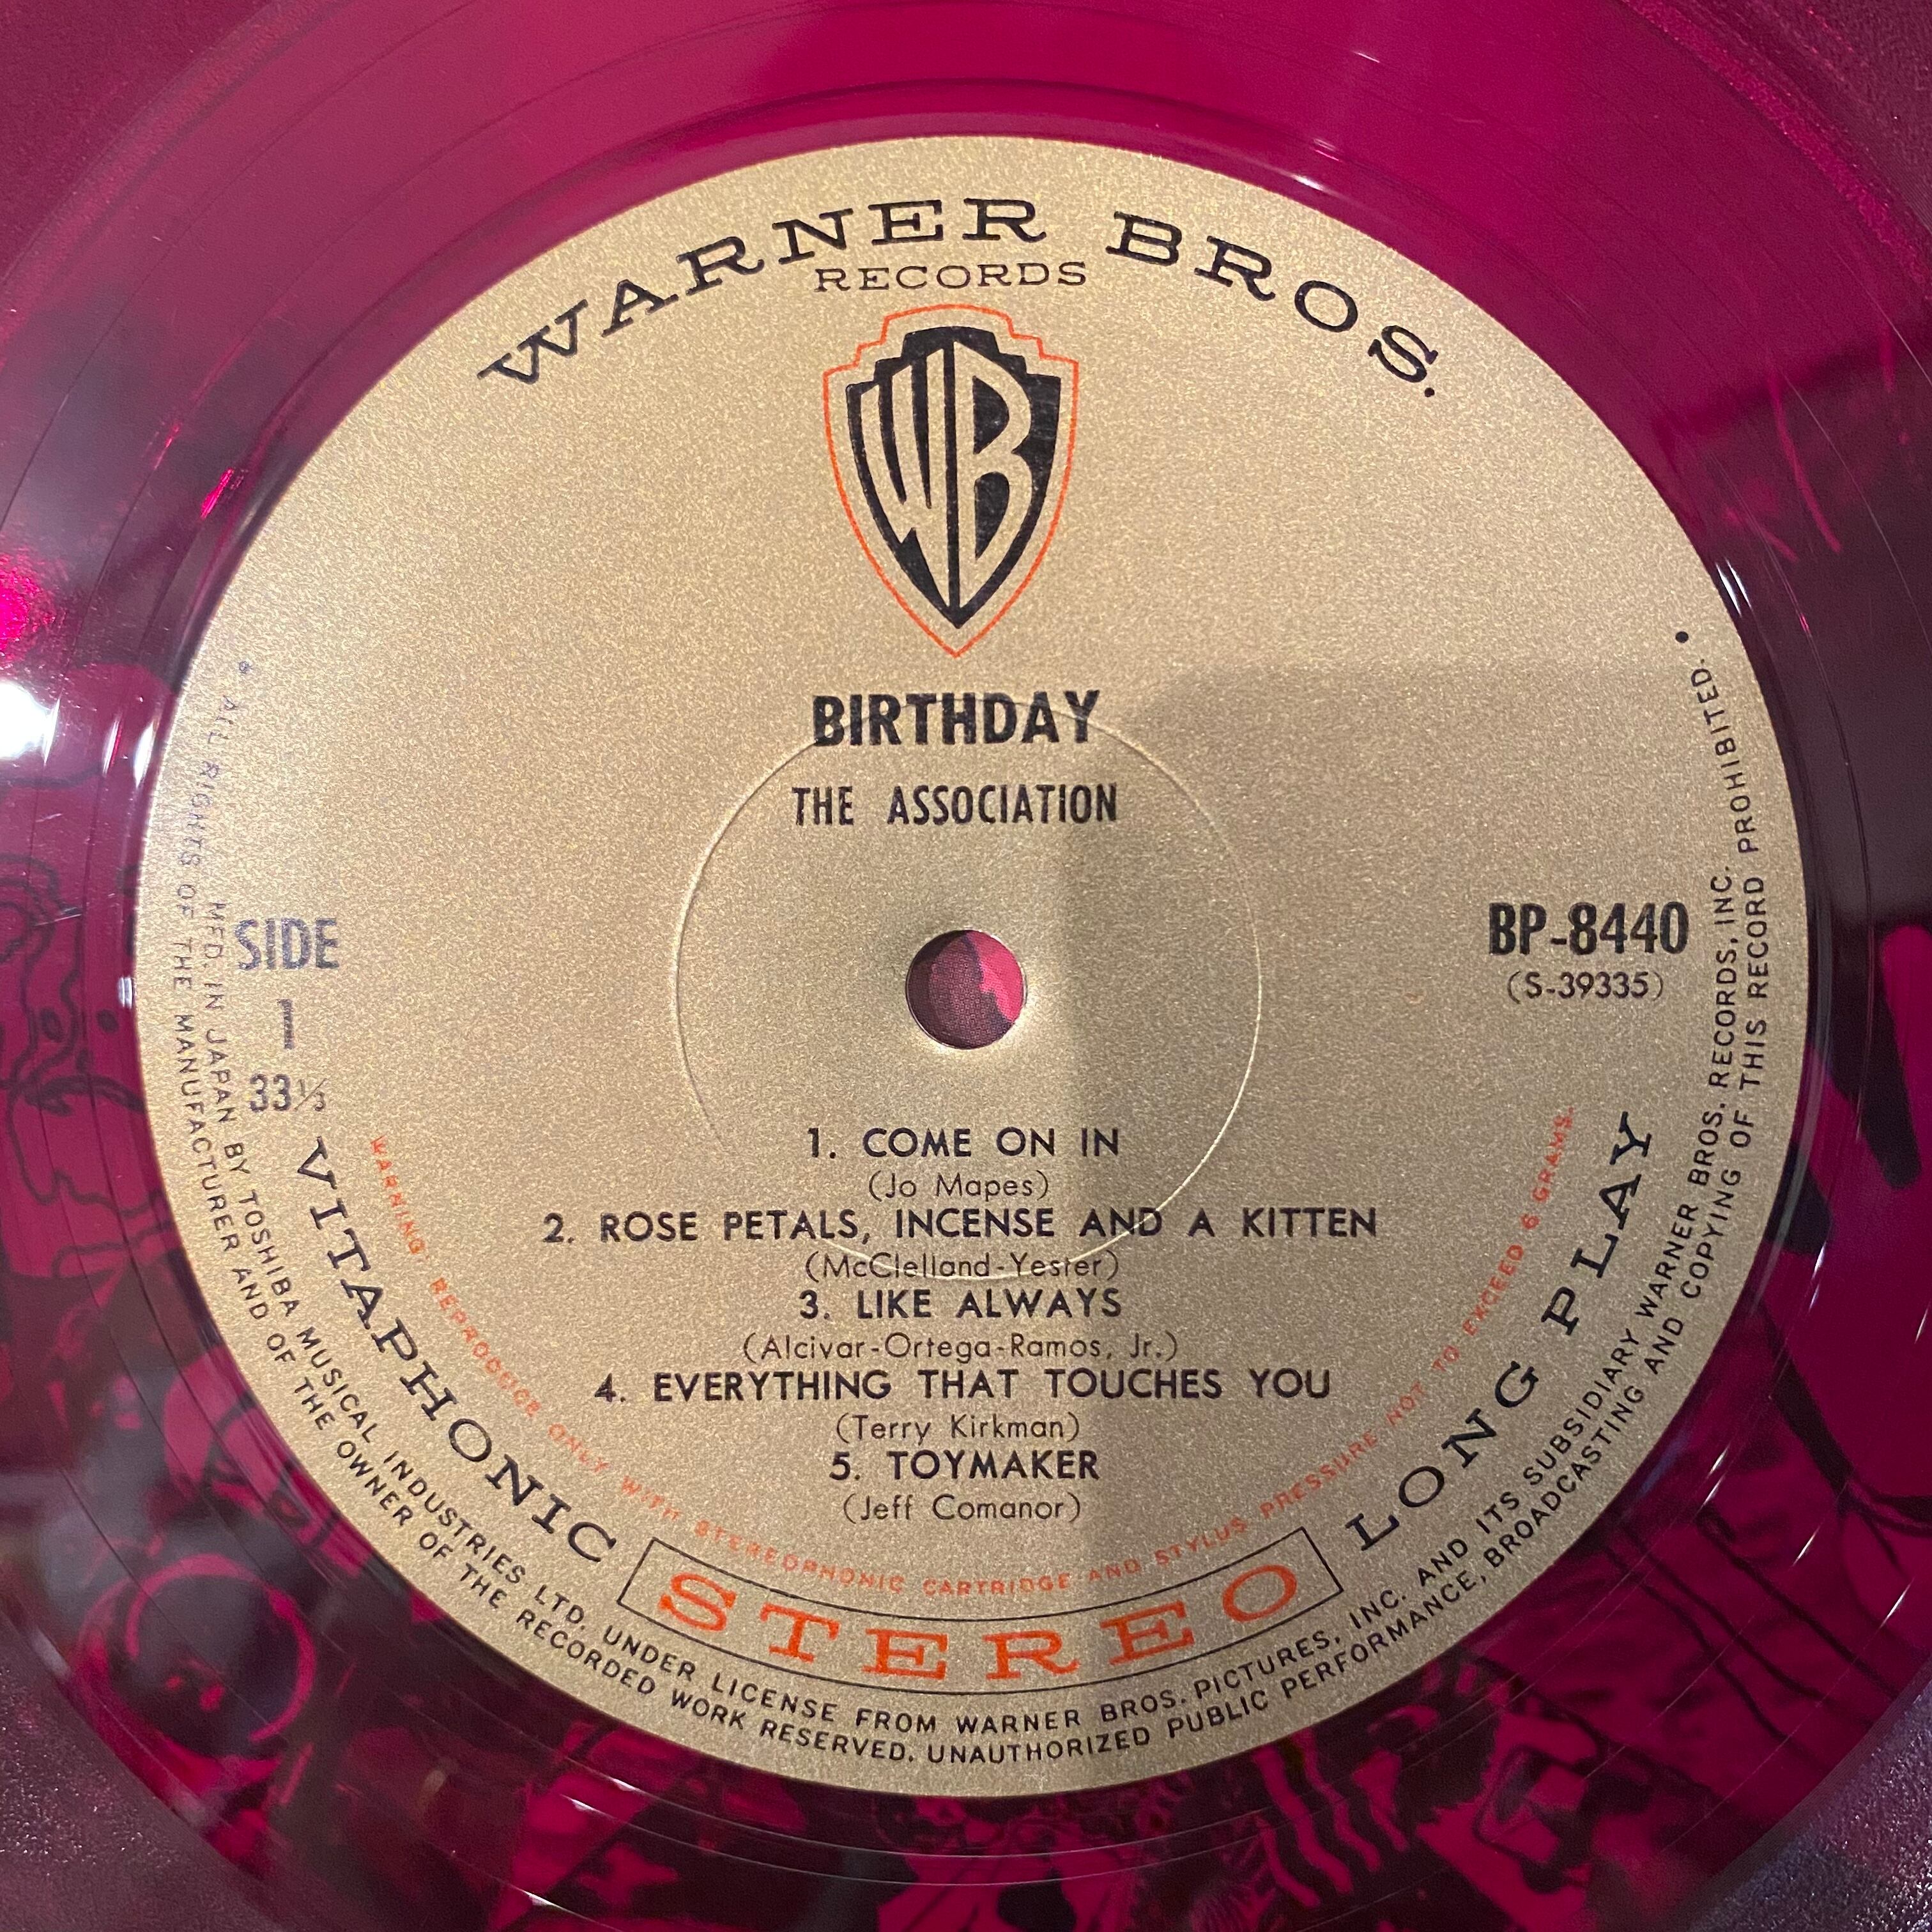 WARNER BROS.
RECORDS
WB
BIRTHDAY
THE ASSOCIATION
SIDE
1
33⅓
BP-8440
(S-39335)
1. COME ON IN
(Jo Mapes)
2. ROSE PETALS, INCENSE AND A KITTEN
(McClelland-Yester)
3. LIKE ALWAYS
(Alcivar-Ortega-Ramos, Jr.)
4. EVERYTHING THAT TOUCHES YOU
(Terry Kirkman)
5. TOYMAKER
(Jeff Comanor)
WARNING: REPRODUCE ONLY WITH STEREOPHONIC CARTRIDGE AND STYLUS PRESSURE NOT TO EXCEED 6 GRAMS.
VITAPHONIC STEREO LONG PLAY
MFD. IN JAPAN BY TOSHIBA MUSICAL INDUSTRIES LTD. UNDER LICENSE FROM WARNER BROS. PICTURES, INC. AND ITS SUBSIDIARY WARNER BROS. RECORDS, INC.
• ALL RIGHTS OF THE MANUFACTURER AND OF THE OWNER OF THE RECORDED WORK RESERVED. UNAUTHORIZED PUBLIC PERFORMANCE, BROADCASTING AND COPYING OF THIS RECORD PROHIBITED. •